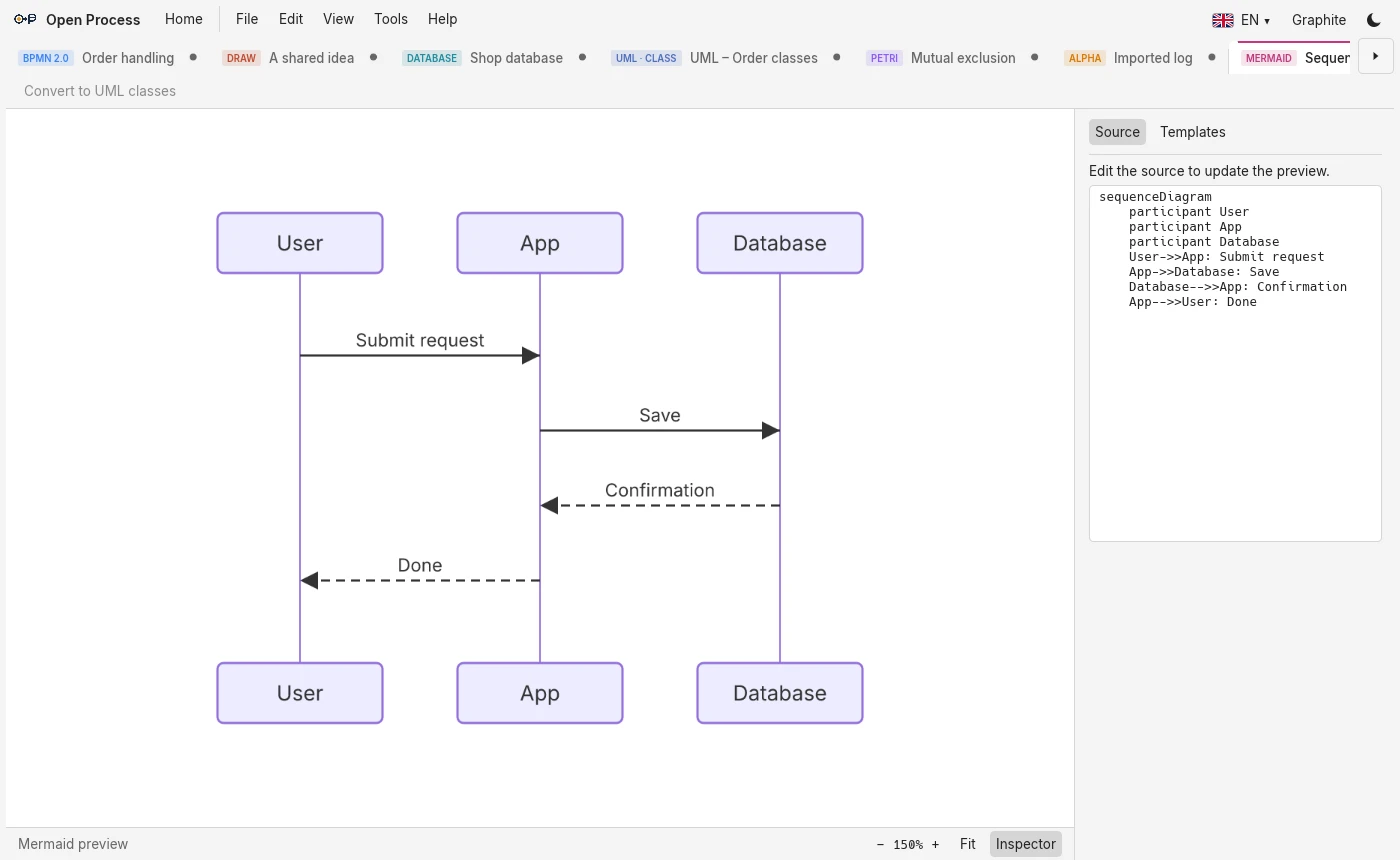 Open Process Home File Edit View Tools Help EN ▾ Graphite
BPMN 2.0 Order handling ● DRAW A shared idea ● DATABASE Shop database ● UML · CLASS UML – Order classes ● PETRI Mutual exclusion ● ALPHA Imported log ● MERMAID Sequen
Convert to UML classes
Source Templates
Edit the source to update the preview.
sequenceDiagram
    participant User
    participant App
    participant Database
    User->>App: Submit request
    App->>Database: Save
    Database-->>App: Confirmation
    App-->>User: Done
User App Database
Submit request
Save
Confirmation
Done
User App Database
Mermaid preview − 150% + Fit Inspector